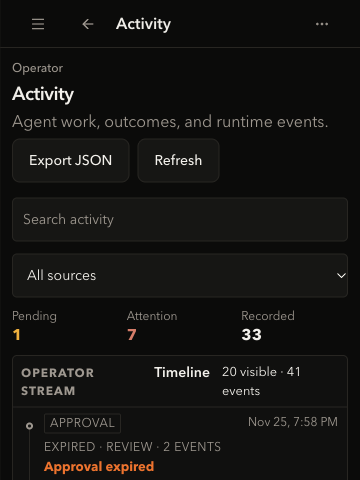 Activity
Operator
Activity
Agent work, outcomes, and runtime events.
Export JSON
Refresh
Search activity
All sources
Pending
Attention
Recorded
1
7
33
OPERATOR STREAM
Timeline
20 visible · 41 events
APPROVAL
Nov 25, 7:58 PM
EXPIRED · REVIEW · 2 EVENTS
Approval expired